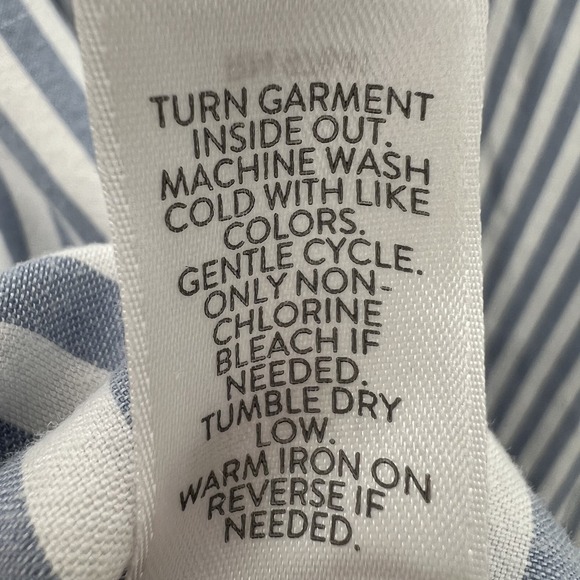 TURN GARMENT
INSIDE OUT.
MACHINE WASH
COLD WITH LIKE
COLORS.
GENTLE CYCLE.
ONLY NON-
CHLORINE
BLEACH IF
NEEDED.
TUMBLE DRY
LOW.
WARM IRON ON
REVERSE IF
NEEDED.